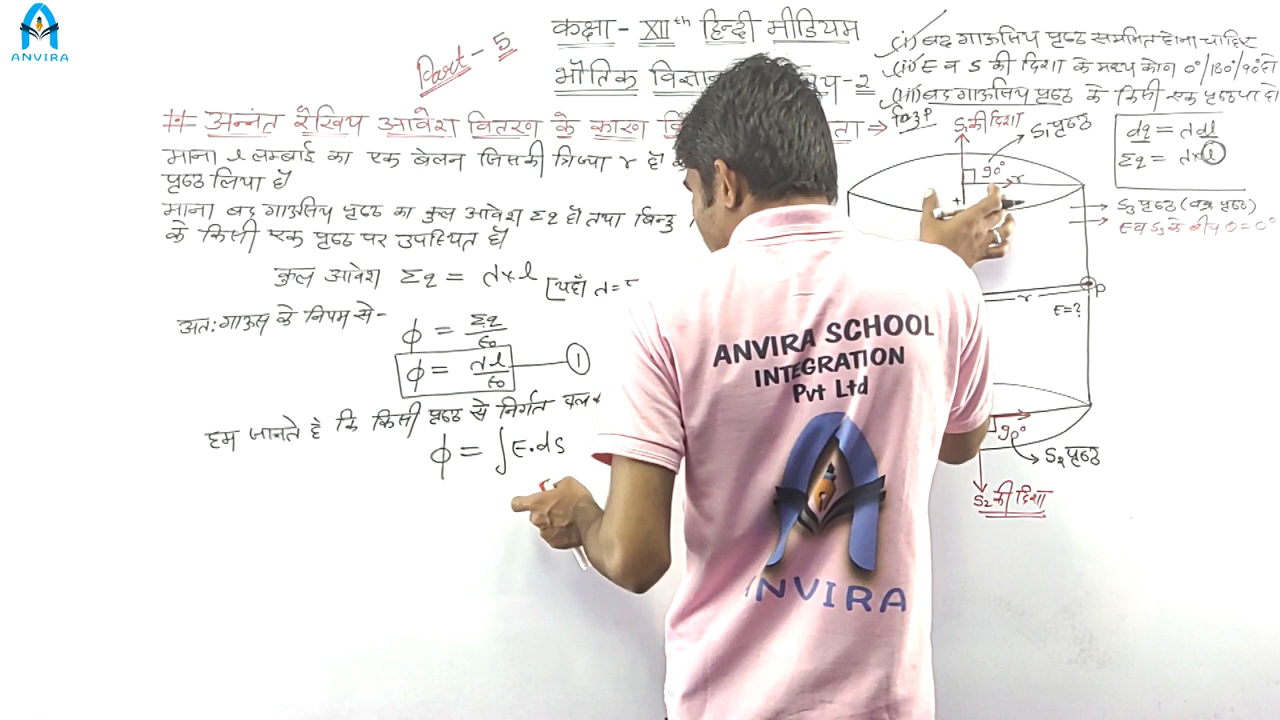 ANVIRA
कक्षा - XIIth हिन्दी मीडियम
Part - 5
भौतिक
- 2
(i) बंद गाऊसिय पृष्ठ सममित होना चाहिए
(ii) E व S की दिशा के मध्य कोण 0°/180°/90° हो
(iii) बंद गाऊसिय पृष्ठ के किसी एक पृष्ठ पर हो
बिन्दु P
# अनंत रेखिय आवेश वितरण के कारण
ता ⇒
माना l लम्बाई का एक बेलन जिसकी त्रिज्या r है
पृष्ठ लिया है
माना बंद गाऊसिय पृष्ठ का कुल आवेश Σq हो तथा बिन्दु
के किसी एक पृष्ठ पर उपस्थित है
कुल आवेश Σq = λ×l
[यहाँ λ =
अत: गाऊस के नियम से -
ϕ = Σq/ε₀
ϕ = λl/ε₀ — ①
हम जानते है कि किसी पृष्ठ से निर्गत
ϕ = ∫E.ds
S₁ की दिशा
S₁ पृष्ठ
90°
r
+
dq = λdl
Σq = λ×l
S₃ पृष्ठ (वक्र पृष्ठ)
E व S₃ के बीच θ = 0°
r
P
E = ?
90°
S₂ पृष्ठ
S₂ की दिशा
ANVIRA SCHOOL
INTEGRATION
Pvt Ltd
ANVIRA